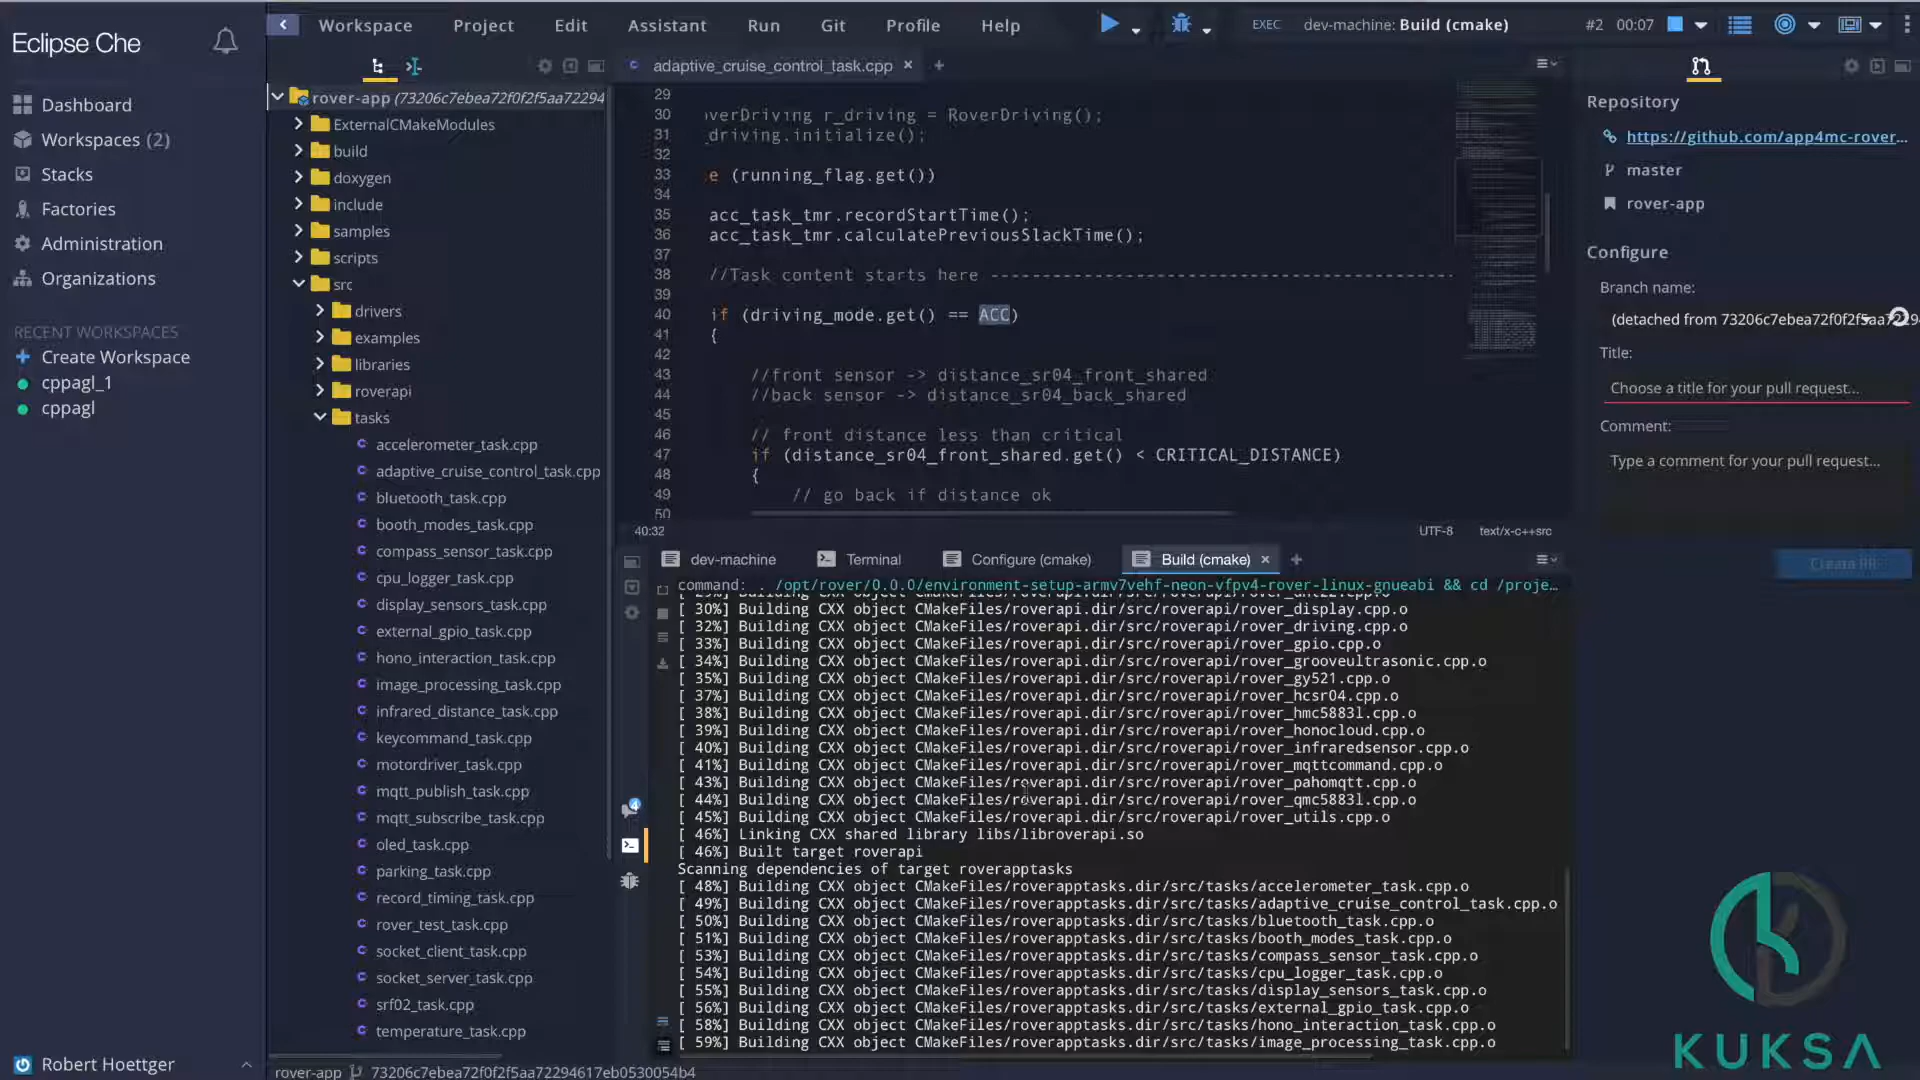 Eclipse Che
Dashboard
Workspaces (2)
Stacks
Factories
Administration
Organizations
RECENT WORKSPACES
Create Workspace
cppagl_1
cppagl
Robert Hoettger
Workspace Project Edit Assistant Run Git Profile Help
EXEC dev-machine: Build (cmake) #2 00:07
rover-app (73206c7ebea72f0f2f5aa72294
ExternalCMakeModules
build
doxygen
include
samples
scripts
src
drivers
examples
libraries
roverapi
tasks
accelerometer_task.cpp
adaptive_cruise_control_task.cpp
bluetooth_task.cpp
booth_modes_task.cpp
compass_sensor_task.cpp
cpu_logger_task.cpp
display_sensors_task.cpp
external_gpio_task.cpp
hono_interaction_task.cpp
image_processing_task.cpp
infrared_distance_task.cpp
keycommand_task.cpp
motordriver_task.cpp
mqtt_publish_task.cpp
mqtt_subscribe_task.cpp
oled_task.cpp
parking_task.cpp
record_timing_task.cpp
rover_test_task.cpp
socket_client_task.cpp
socket_server_task.cpp
srf02_task.cpp
temperature_task.cpp
rover-app 73206c7ebea72f0f2f5aa72294617eb0530054b4
adaptive_cruise_control_task.cpp
29
30 verDriving r_driving = RoverDriving();
31 _driving.initialize();
32
33 e (running_flag.get())
34
35 acc_task_tmr.recordStartTime();
36 acc_task_tmr.calculatePreviousSlackTime();
37
38 //Task content starts here --------------------------------------------
39
40 if (driving_mode.get() == ACC)
41 {
42
43 //front sensor -> distance_sr04_front_shared
44 //back sensor -> distance_sr04_back_shared
45
46 // front distance less than critical
47 if (distance_sr04_front_shared.get() < CRITICAL_DISTANCE)
48 {
49 // go back if distance ok
50
40:32 UTF-8 text/x-c++src
dev-machine Terminal Configure (cmake) Build (cmake)
command: . /opt/rover/0.0.0/environment-setup-armv7vehf-neon-vfpv4-rover-linux-gnueabi && cd /proje...
[ 30%] Building CXX object CMakeFiles/roverapi.dir/src/roverapi/rover_display.cpp.o
[ 32%] Building CXX object CMakeFiles/roverapi.dir/src/roverapi/rover_driving.cpp.o
[ 33%] Building CXX object CMakeFiles/roverapi.dir/src/roverapi/rover_gpio.cpp.o
[ 34%] Building CXX object CMakeFiles/roverapi.dir/src/roverapi/rover_grooveultrasonic.cpp.o
[ 35%] Building CXX object CMakeFiles/roverapi.dir/src/roverapi/rover_gy521.cpp.o
[ 37%] Building CXX object CMakeFiles/roverapi.dir/src/roverapi/rover_hcsr04.cpp.o
[ 38%] Building CXX object CMakeFiles/roverapi.dir/src/roverapi/rover_hmc5883l.cpp.o
[ 39%] Building CXX object CMakeFiles/roverapi.dir/src/roverapi/rover_honocloud.cpp.o
[ 40%] Building CXX object CMakeFiles/roverapi.dir/src/roverapi/rover_infraredsensor.cpp.o
[ 41%] Building CXX object CMakeFiles/roverapi.dir/src/roverapi/rover_mqttcommand.cpp.o
[ 43%] Building CXX object CMakeFiles/roverapi.dir/src/roverapi/rover_pahomqtt.cpp.o
[ 44%] Building CXX object CMakeFiles/roverapi.dir/src/roverapi/rover_qmc5883l.cpp.o
[ 45%] Building CXX object CMakeFiles/roverapi.dir/src/roverapi/rover_utils.cpp.o
[ 46%] Linking CXX shared library libs/libroverapi.so
[ 46%] Built target roverapi
Scanning dependencies of target roverapptasks
[ 48%] Building CXX object CMakeFiles/roverapptasks.dir/src/tasks/accelerometer_task.cpp.o
[ 49%] Building CXX object CMakeFiles/roverapptasks.dir/src/tasks/adaptive_cruise_control_task.cpp.o
[ 50%] Building CXX object CMakeFiles/roverapptasks.dir/src/tasks/bluetooth_task.cpp.o
[ 51%] Building CXX object CMakeFiles/roverapptasks.dir/src/tasks/booth_modes_task.cpp.o
[ 53%] Building CXX object CMakeFiles/roverapptasks.dir/src/tasks/compass_sensor_task.cpp.o
[ 54%] Building CXX object CMakeFiles/roverapptasks.dir/src/tasks/cpu_logger_task.cpp.o
[ 55%] Building CXX object CMakeFiles/roverapptasks.dir/src/tasks/display_sensors_task.cpp.o
[ 56%] Building CXX object CMakeFiles/roverapptasks.dir/src/tasks/external_gpio_task.cpp.o
[ 58%] Building CXX object CMakeFiles/roverapptasks.dir/src/tasks/hono_interaction_task.cpp.o
[ 59%] Building CXX object CMakeFiles/roverapptasks.dir/src/tasks/image_processing_task.cpp.o
4
Repository
https://github.com/app4mc-rover...
master
rover-app
Configure
Branch name:
(detached from 73206c7ebea72f0f2f5aa72294
Title:
Choose a title for your pull request...
Comment:
Type a comment for your pull request...
Create PR
KUKSA